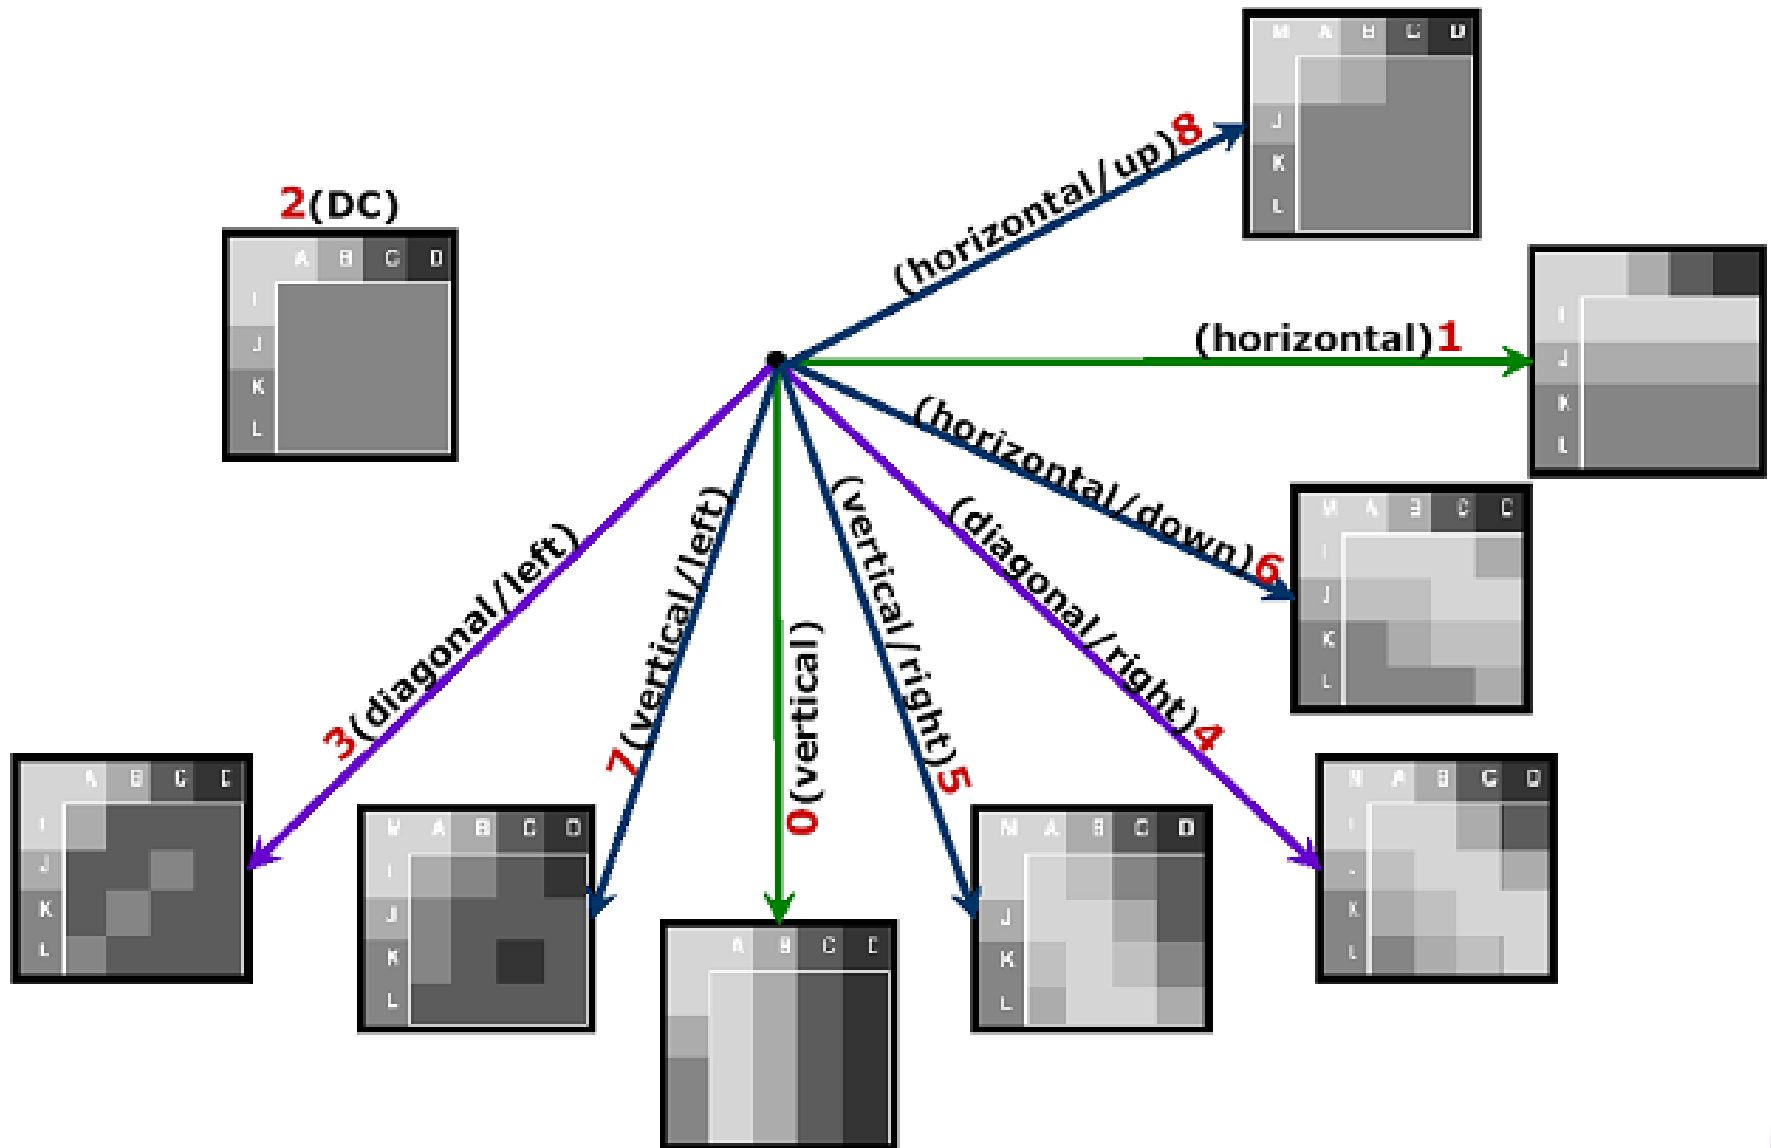 M A B C D
J
K
L
(horizontal/up)8
2(DC)
A B C D
I
J
K
L
(horizontal)1
I
J
K
L
(horizontal/down)6
M A B C D
I
J
K
L
(diagonal/right)4
A B C D
I
K
L
(vertical/right)5
M A B C D
J
K
L
0(vertical)
A B C
7(vertical/left)
M A B C D
I
J
K
L
3(diagonal/left)
A B C
I
J
K
L